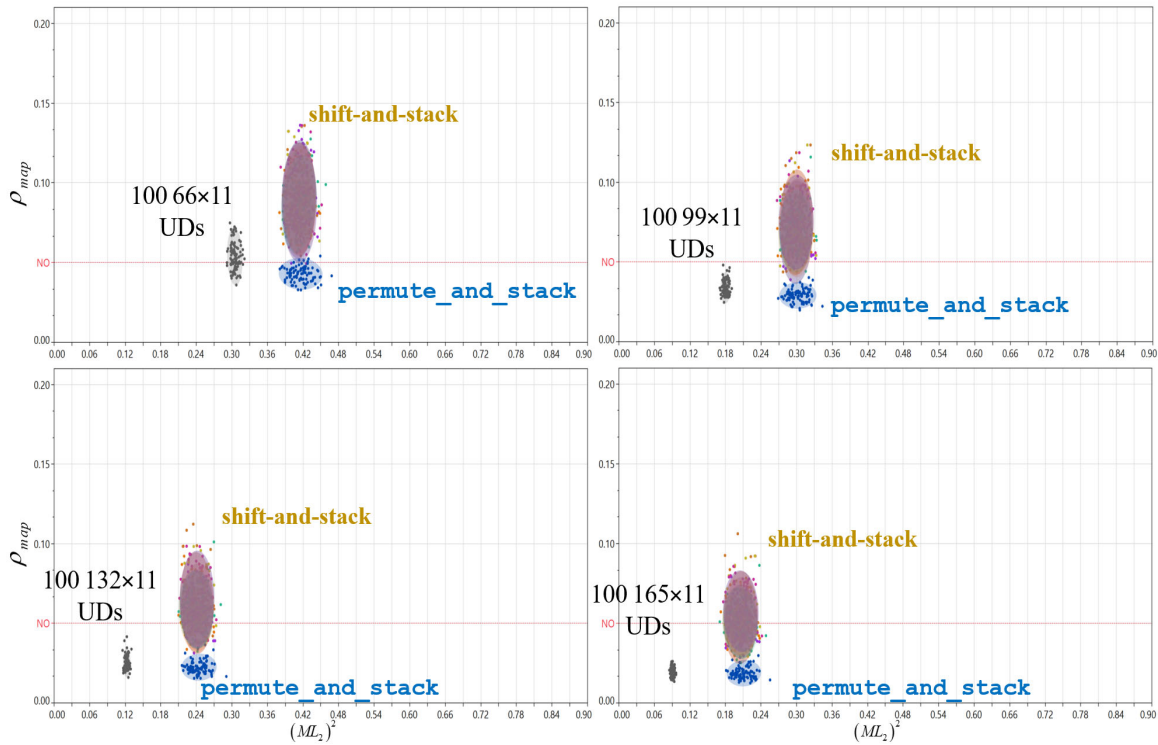 0.20
0.15
0.10
NO
0.00
ρ map
shift-and-stack
100 66×11
UDs
permute_and_stack
0.00 0.06 0.12 0.18 0.24 0.30 0.36 0.42 0.48 0.54 0.60 0.66 0.72 0.78 0.84 0.90
0.20
0.15
0.10
NO
0.00
shift-and-stack
100 99×11
UDs
permute_and_stack
0.00 0.06 0.12 0.18 0.24 0.30 0.36 0.42 0.48 0.54 0.60 0.66 0.72 0.78 0.84 0.90
0.20
0.15
0.10
NO
0.00
ρ map
shift-and-stack
100 132×11
UDs
permute_and_stack
0.00 0.06 0.12 0.18 0.24 0.30 0.36 0.42 0.48 0.54 0.60 0.66 0.72 0.78 0.84 0.90
(ML₂)²
0.20
0.15
0.10
NO
0.00
shift-and-stack
100 165×11
UDs
permute_and_stack
0.00 0.06 0.12 0.18 0.24 0.30 0.36 0.42 0.48 0.54 0.60 0.66 0.72 0.78 0.84 0.90
(ML₂)²